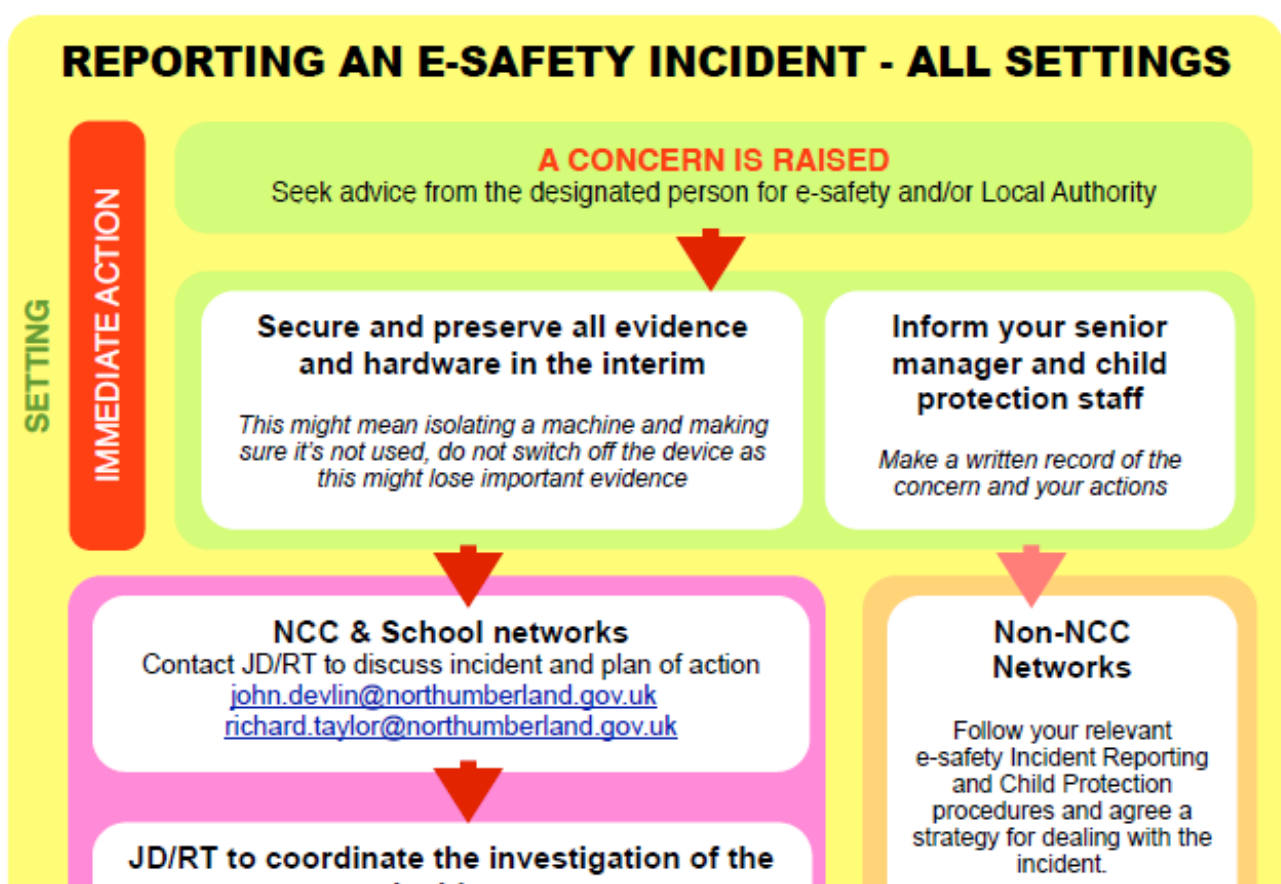 REPORTING AN E-SAFETY INCIDENT - ALL SETTINGS
SETTING
IMMEDIATE ACTION
A CONCERN IS RAISED
Seek advice from the designated person for e-safety and/or Local Authority
Secure and preserve all evidence
and hardware in the interim
This might mean isolating a machine and making
sure it's not used, do not switch off the device as
this might lose important evidence
Inform your senior
manager and child
protection staff
Make a written record of the
concern and your actions
NCC & School networks
Contact JD/RT to discuss incident and plan of action
john.devlin@northumberland.gov.uk
richard.taylor@northumberland.gov.uk
JD/RT to coordinate the investigation of the
Non-NCC
Networks
Follow your relevant
e-safety Incident Reporting
and Child Protection
procedures and agree a
strategy for dealing with the
incident.